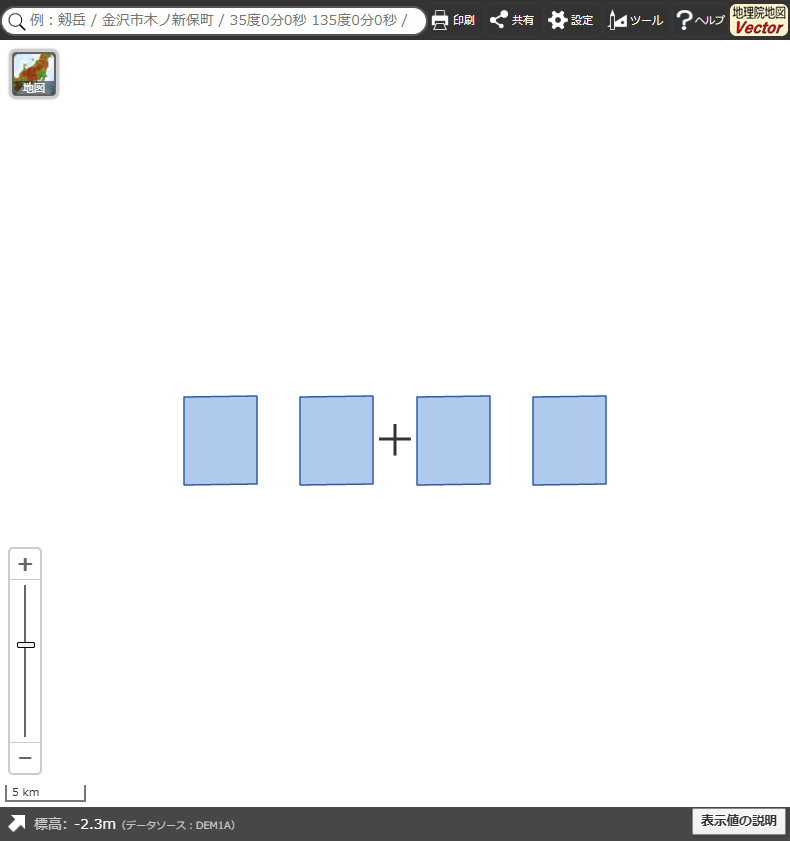 例：剱岳 / 金沢市木ノ新保町 / 35度0分0秒 135度0分0秒 /
印刷
共有
設定
ツール
ヘルプ
地理院地図
Vector
地図
5 km
標高: -2.3m (データソース：DEM1A)
表示値の説明